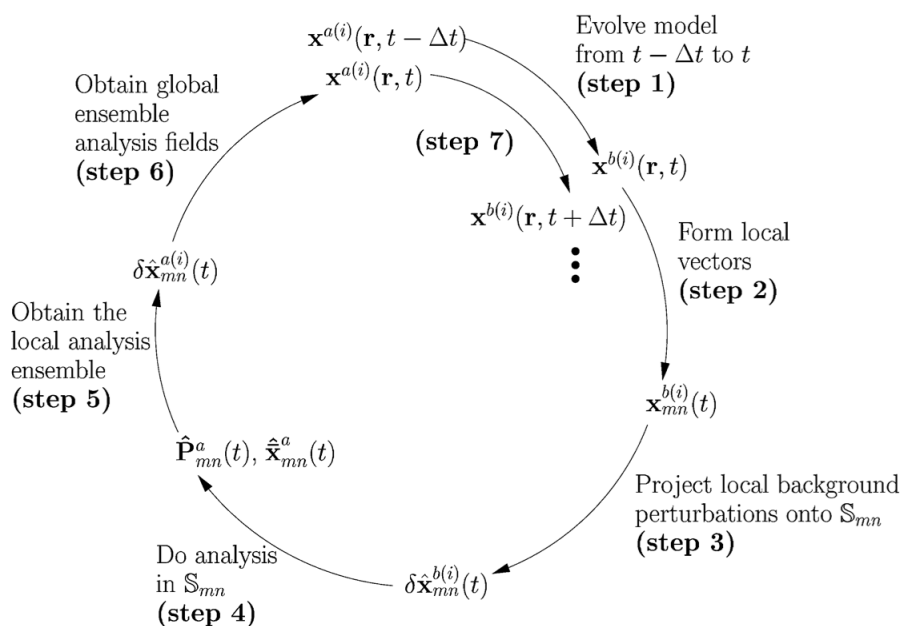 𝐱^{a(i)}(𝐫, t − Δt)
Evolve model
from t − Δt to t
(step 1)
𝐱^{a(i)}(𝐫, t)
Obtain global
ensemble
analysis fields
(step 6)
(step 7)
𝐱^{b(i)}(𝐫, t)
𝐱^{b(i)}(𝐫, t + Δt)
Form local
vectors
(step 2)
δ𝐱̂_{mn}^{a(i)}(t)
Obtain the
local analysis
ensemble
(step 5)
𝐱_{mn}^{b(i)}(t)
𝐏̂_{mn}^{a}(t), 𝐱̄̂_{mn}^{a}(t)
Project local background
perturbations onto 𝕊_{mn}
(step 3)
Do analysis
in 𝕊_{mn}
(step 4)
δ𝐱̂_{mn}^{b(i)}(t)